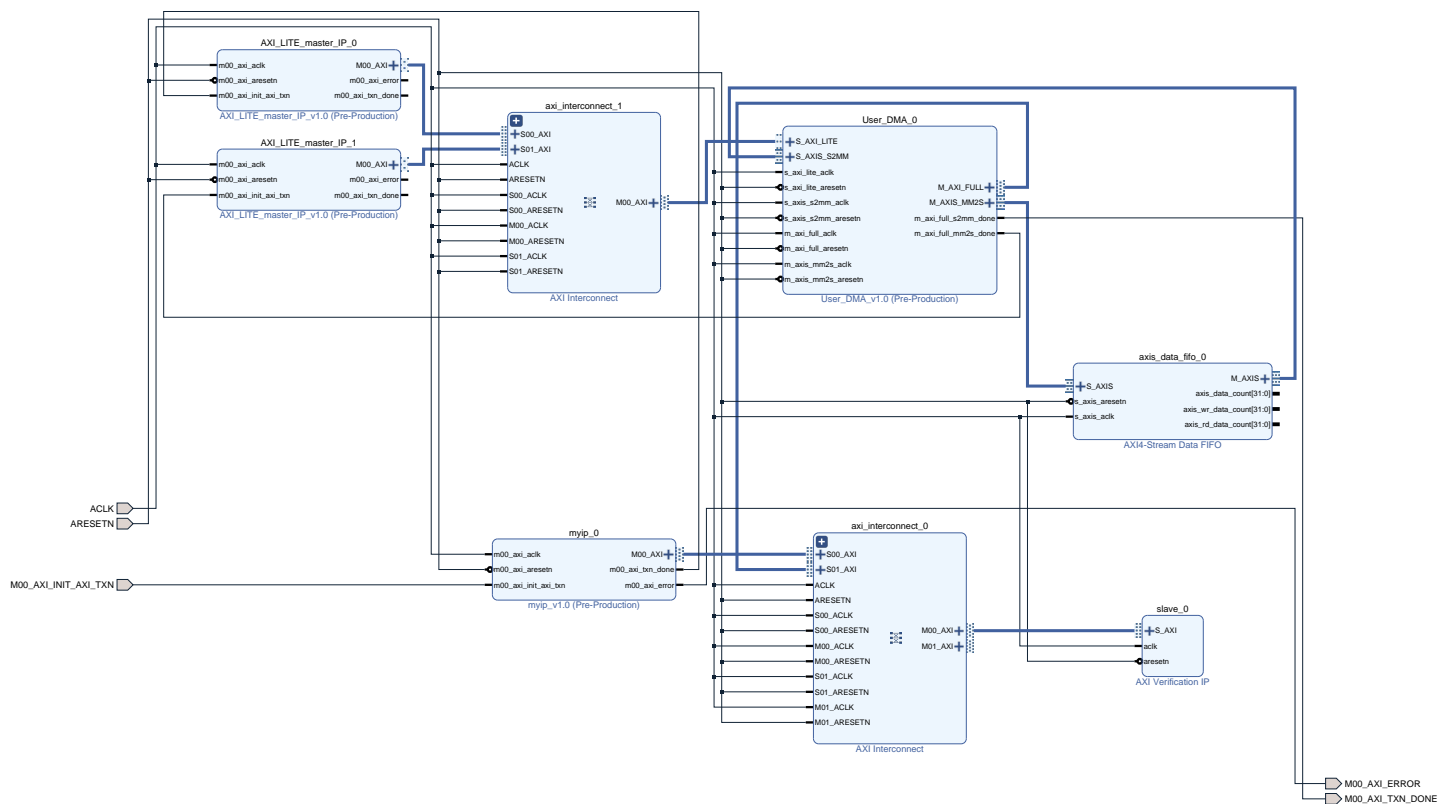 AXI_LITE_master_IP_0
m00_axi_aclk
m00_axi_aresetn
m00_axi_init_axi_txn
M00_AXI
m00_axi_error
m00_axi_txn_done
AXI_LITE_master_IP_v1.0 (Pre-Production)
AXI_LITE_master_IP_1
m00_axi_aclk
m00_axi_aresetn
m00_axi_init_axi_txn
M00_AXI
m00_axi_error
m00_axi_txn_done
AXI_LITE_master_IP_v1.0 (Pre-Production)
axi_interconnect_1
S00_AXI
S01_AXI
ACLK
ARESETN
S00_ACLK
S00_ARESETN
M00_ACLK
M00_ARESETN
S01_ACLK
S01_ARESETN
M00_AXI
AXI Interconnect
User_DMA_0
S_AXI_LITE
S_AXIS_S2MM
s_axi_lite_aclk
s_axi_lite_aresetn
s_axis_s2mm_aclk
s_axis_s2mm_aresetn
m_axi_full_aclk
m_axi_full_aresetn
m_axis_mm2s_aclk
m_axis_mm2s_aresetn
M_AXI_FULL
M_AXIS_MM2S
m_axi_full_s2mm_done
m_axi_full_mm2s_done
User_DMA_v1.0 (Pre-Production)
axis_data_fifo_0
S_AXIS
s_axis_aresetn
s_axis_aclk
M_AXIS
axis_data_count[31:0]
axis_wr_data_count[31:0]
axis_rd_data_count[31:0]
AXI4-Stream Data FIFO
ACLK
ARESETN
M00_AXI_INIT_AXI_TXN
myip_0
m00_axi_aclk
m00_axi_aresetn
m00_axi_init_axi_txn
M00_AXI
m00_axi_txn_done
m00_axi_error
myip_v1.0 (Pre-Production)
axi_interconnect_0
S00_AXI
S01_AXI
ACLK
ARESETN
S00_ACLK
S00_ARESETN
M00_ACLK
M00_ARESETN
S01_ACLK
S01_ARESETN
M01_ACLK
M01_ARESETN
M00_AXI
M01_AXI
AXI Interconnect
slave_0
S_AXI
aclk
aresetn
AXI Verification IP
M00_AXI_ERROR
M00_AXI_TXN_DONE